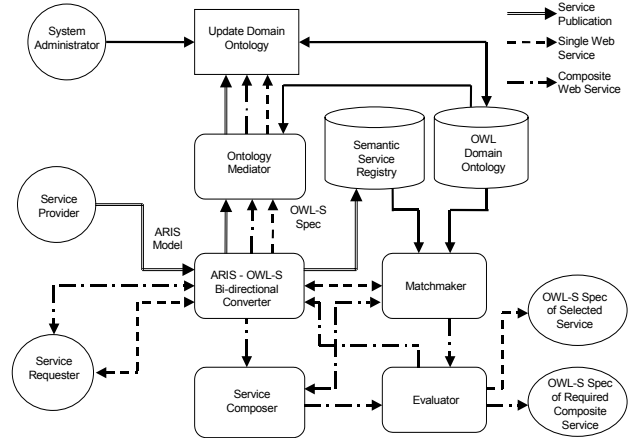 System
Administrator
Update Domain
Ontology
Service
Publication
Single Web
Service
Composite
Web Service
Ontology
Mediator
Semantic
Service
Registry
OWL
Domain
Ontology
Service
Provider
ARIS
Model
OWL-S
Spec
ARIS - OWL-S
Bi-directional
Converter
Matchmaker
OWL-S Spec
of Selected
Service
Service
Requester
Service
Composer
Evaluator
OWL-S Spec
of Required
Composite
Service